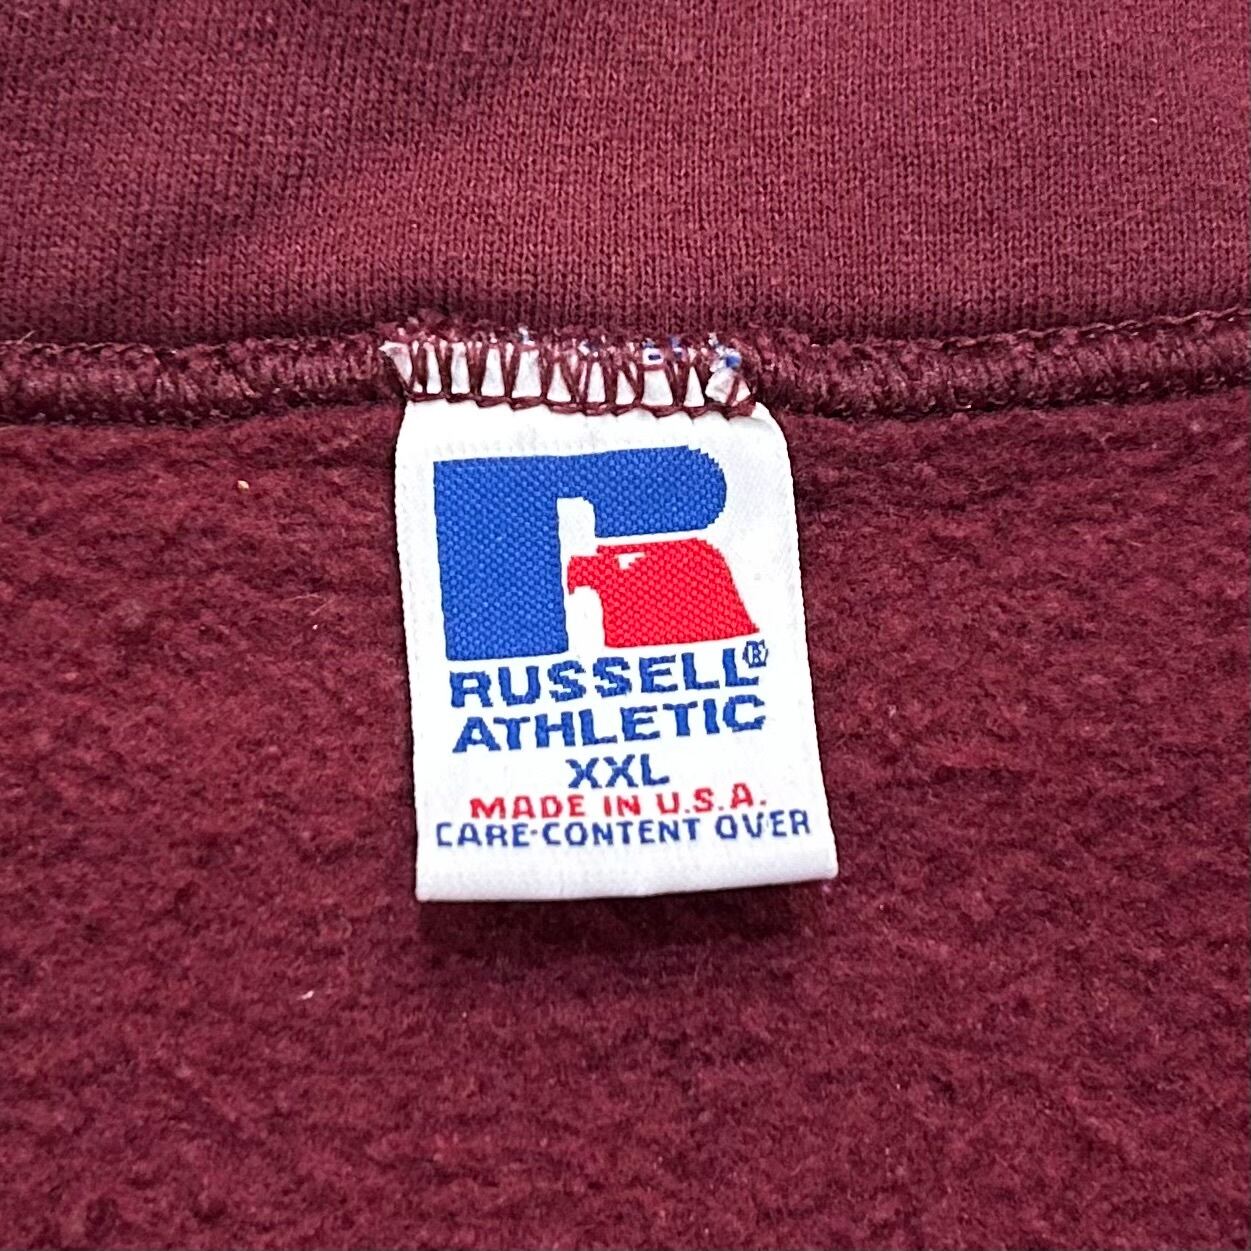 RUSSELL®
ATHLETIC
XXL
MADE IN U.S.A.
CARE-CONTENT OVER